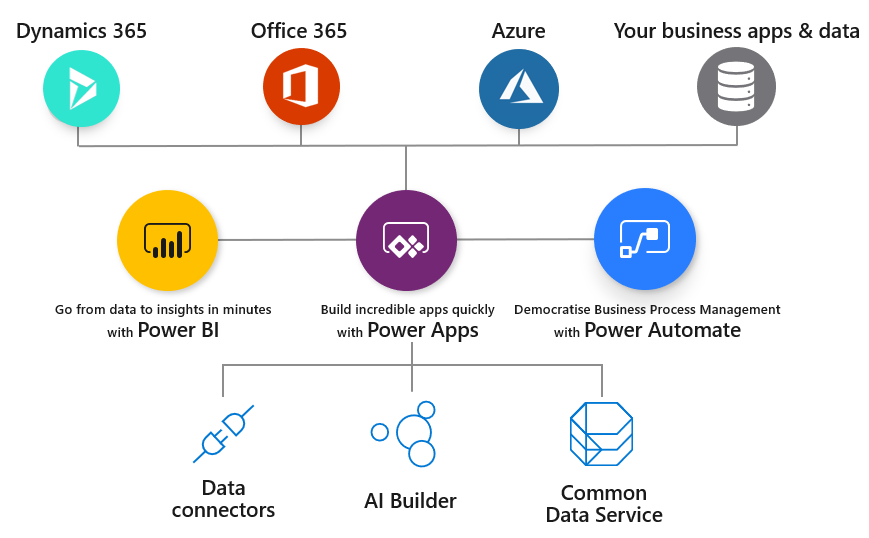 Dynamics 365
Office 365
Azure
Your business apps & data
Go from data to insights in minutes
with Power BI
Build incredible apps quickly
with Power Apps
Democratise Business Process Management
with Power Automate
Data
connectors
AI Builder
Common
Data Service